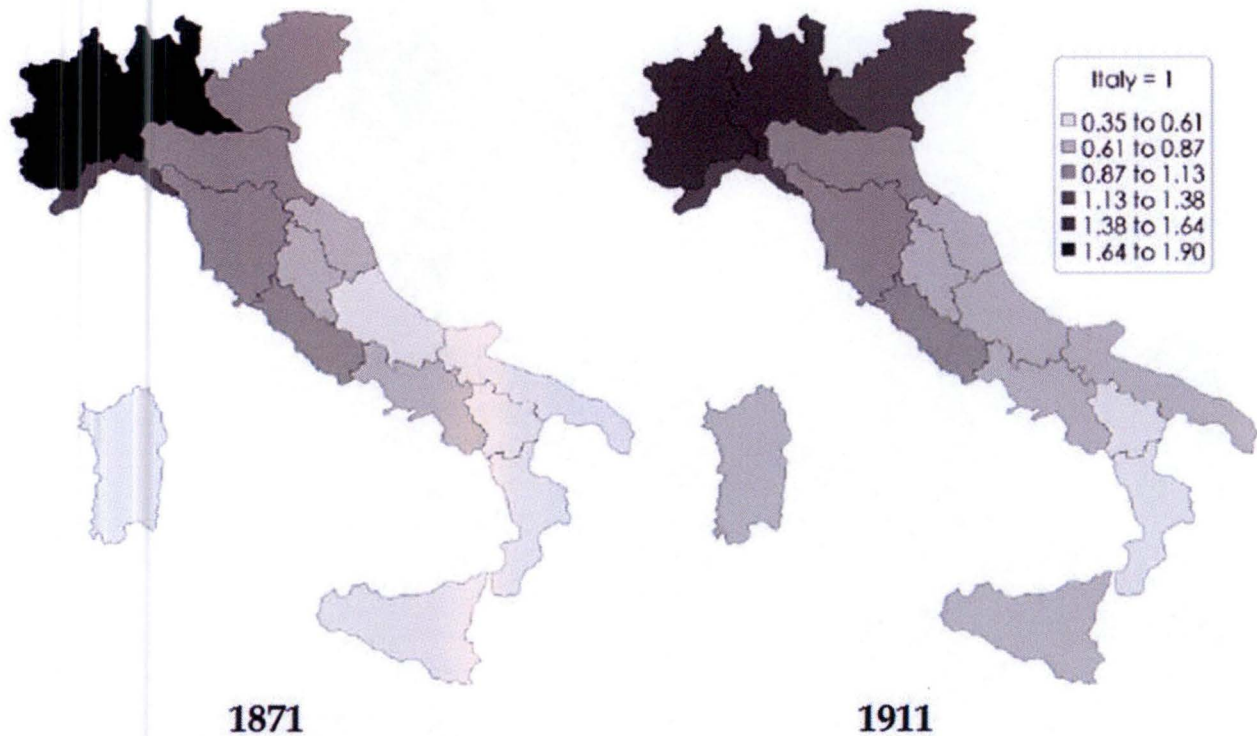 Italy = 1
0.35 to 0.61
0.61 to 0.87
0.87 to 1.13
1.13 to 1.38
1.38 to 1.64
1.64 to 1.90
1871
1911